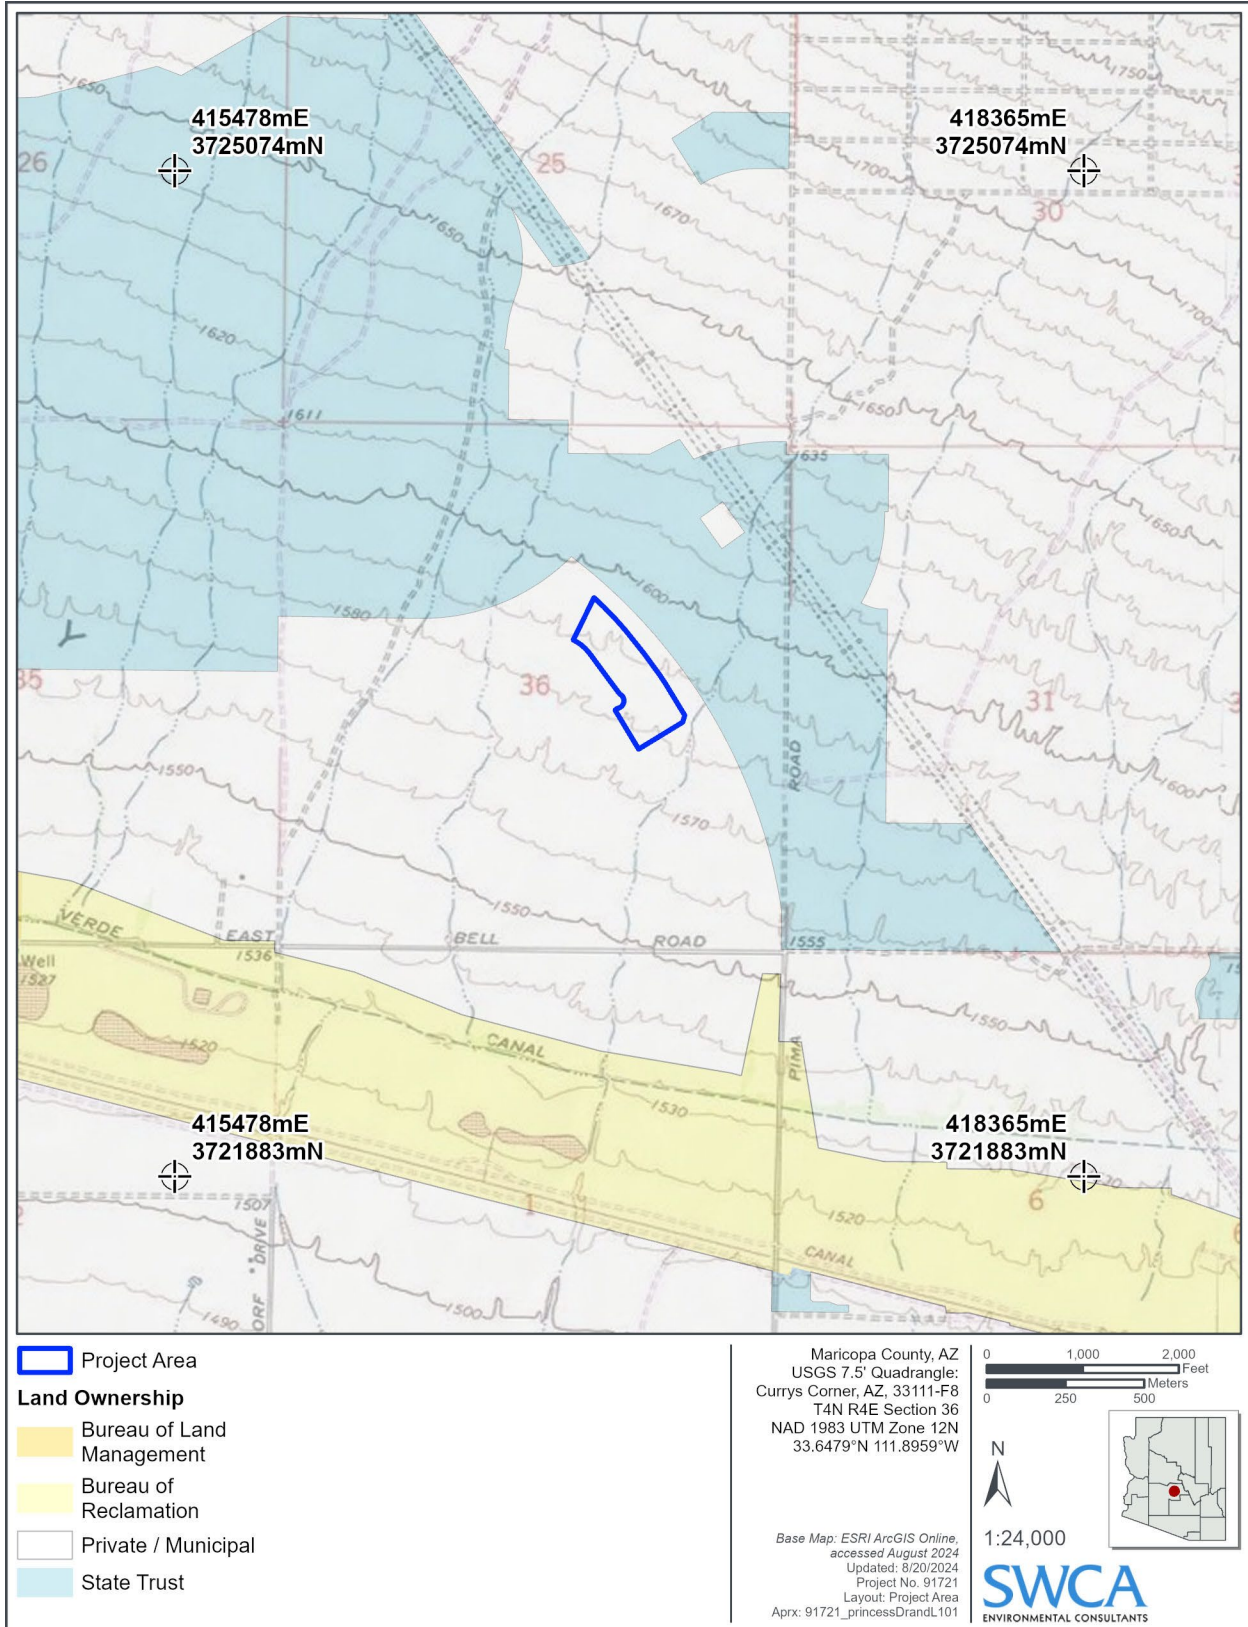 1750
415478mE
3725074mN
418365mE
3725074mN
26
25
1650
1700
30
1670
1650
1700
1620
1650
1611
1635
1650
1600
1580
35
36
31
1550
ROAD
1600
1570
1550
VERDE
EAST
BELL
ROAD
1555
1536
Well
1527
1550
1520
CANAL
PIMA
1530
415478mE
3721883mN
418365mE
3721883mN
1507
1
6
1520
DRIVE
CANAL
ORF
1500
1490
Project Area
Land Ownership
Bureau of Land
Management
Bureau of
Reclamation
Private / Municipal
State Trust
Maricopa County, AZ
USGS 7.5' Quadrangle:
Currys Corner, AZ, 33111-F8
T4N R4E Section 36
NAD 1983 UTM Zone 12N
33.6479°N 111.8959°W
Base Map: ESRI ArcGIS Online,
accessed August 2024
Updated: 8/20/2024
Project No. 91721
Layout: Project Area
Aprx: 91721_princessDrandL101
0 1,000 2,000
Feet
Meters
0 250 500
N
1:24,000
SWCA
ENVIRONMENTAL CONSULTANTS